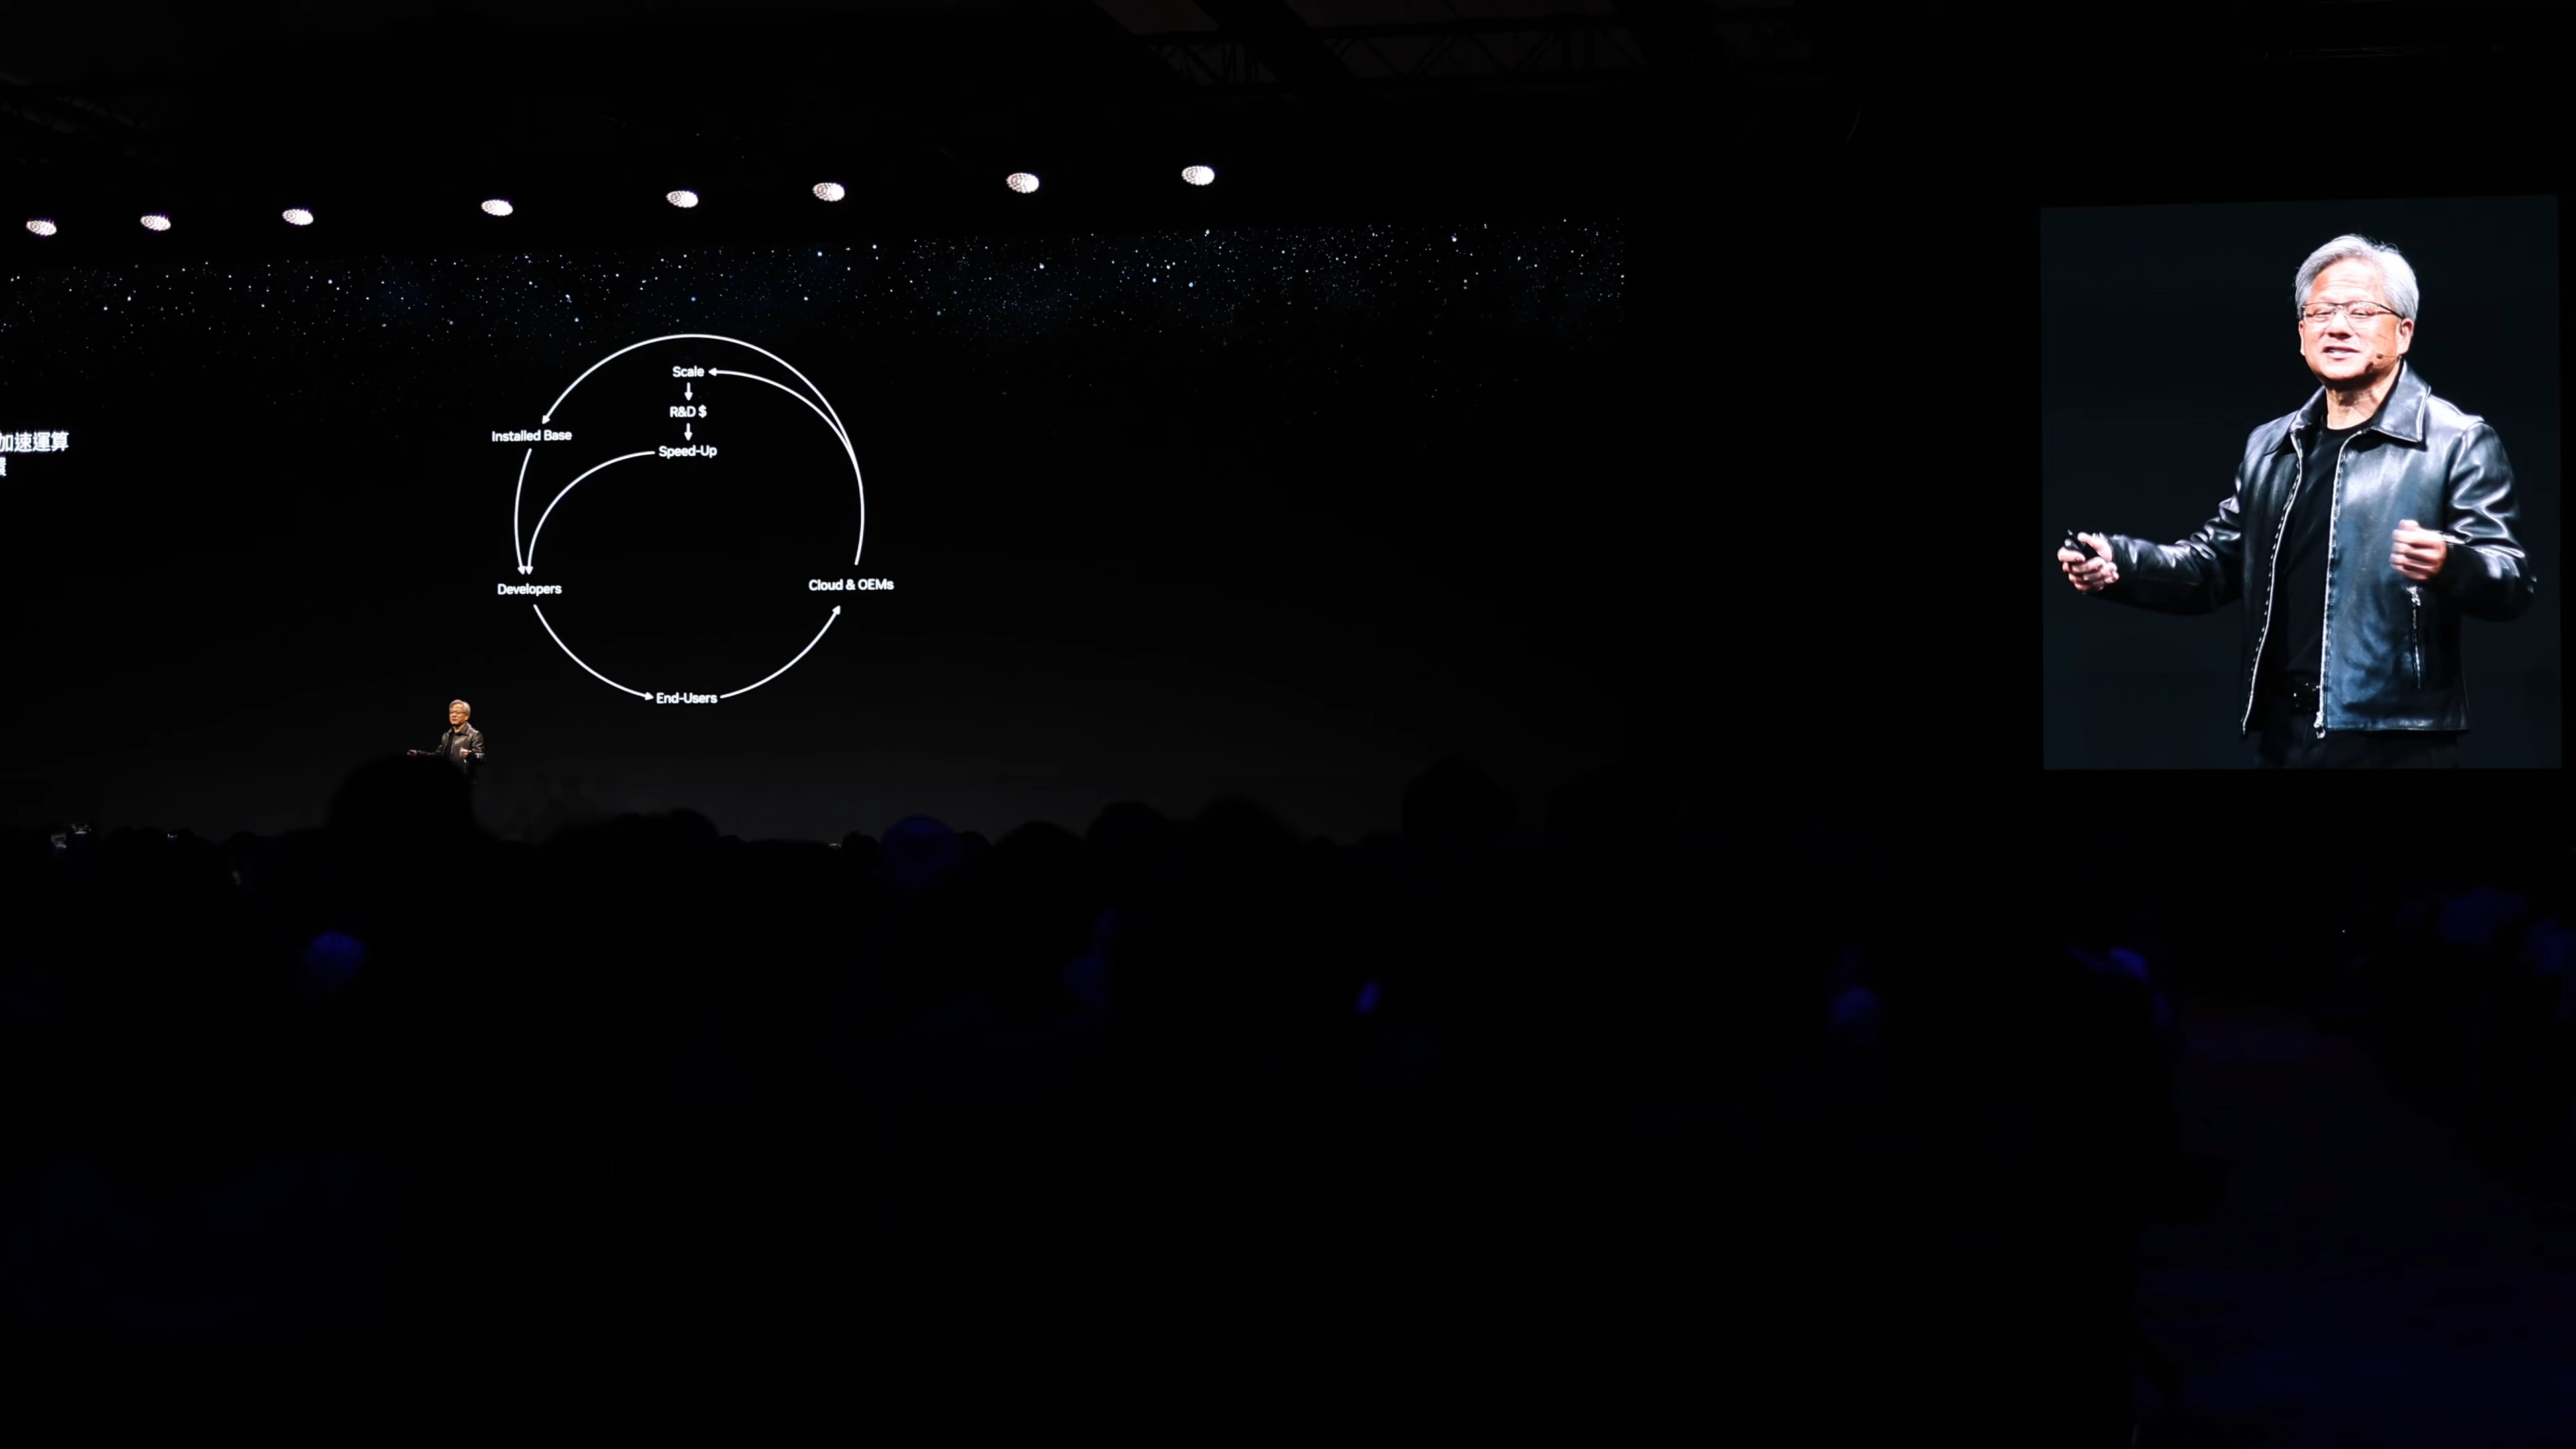 加速運算
Scale
R&D $
Installed Base
Speed-Up
Developers
Cloud & OEMs
End-Users